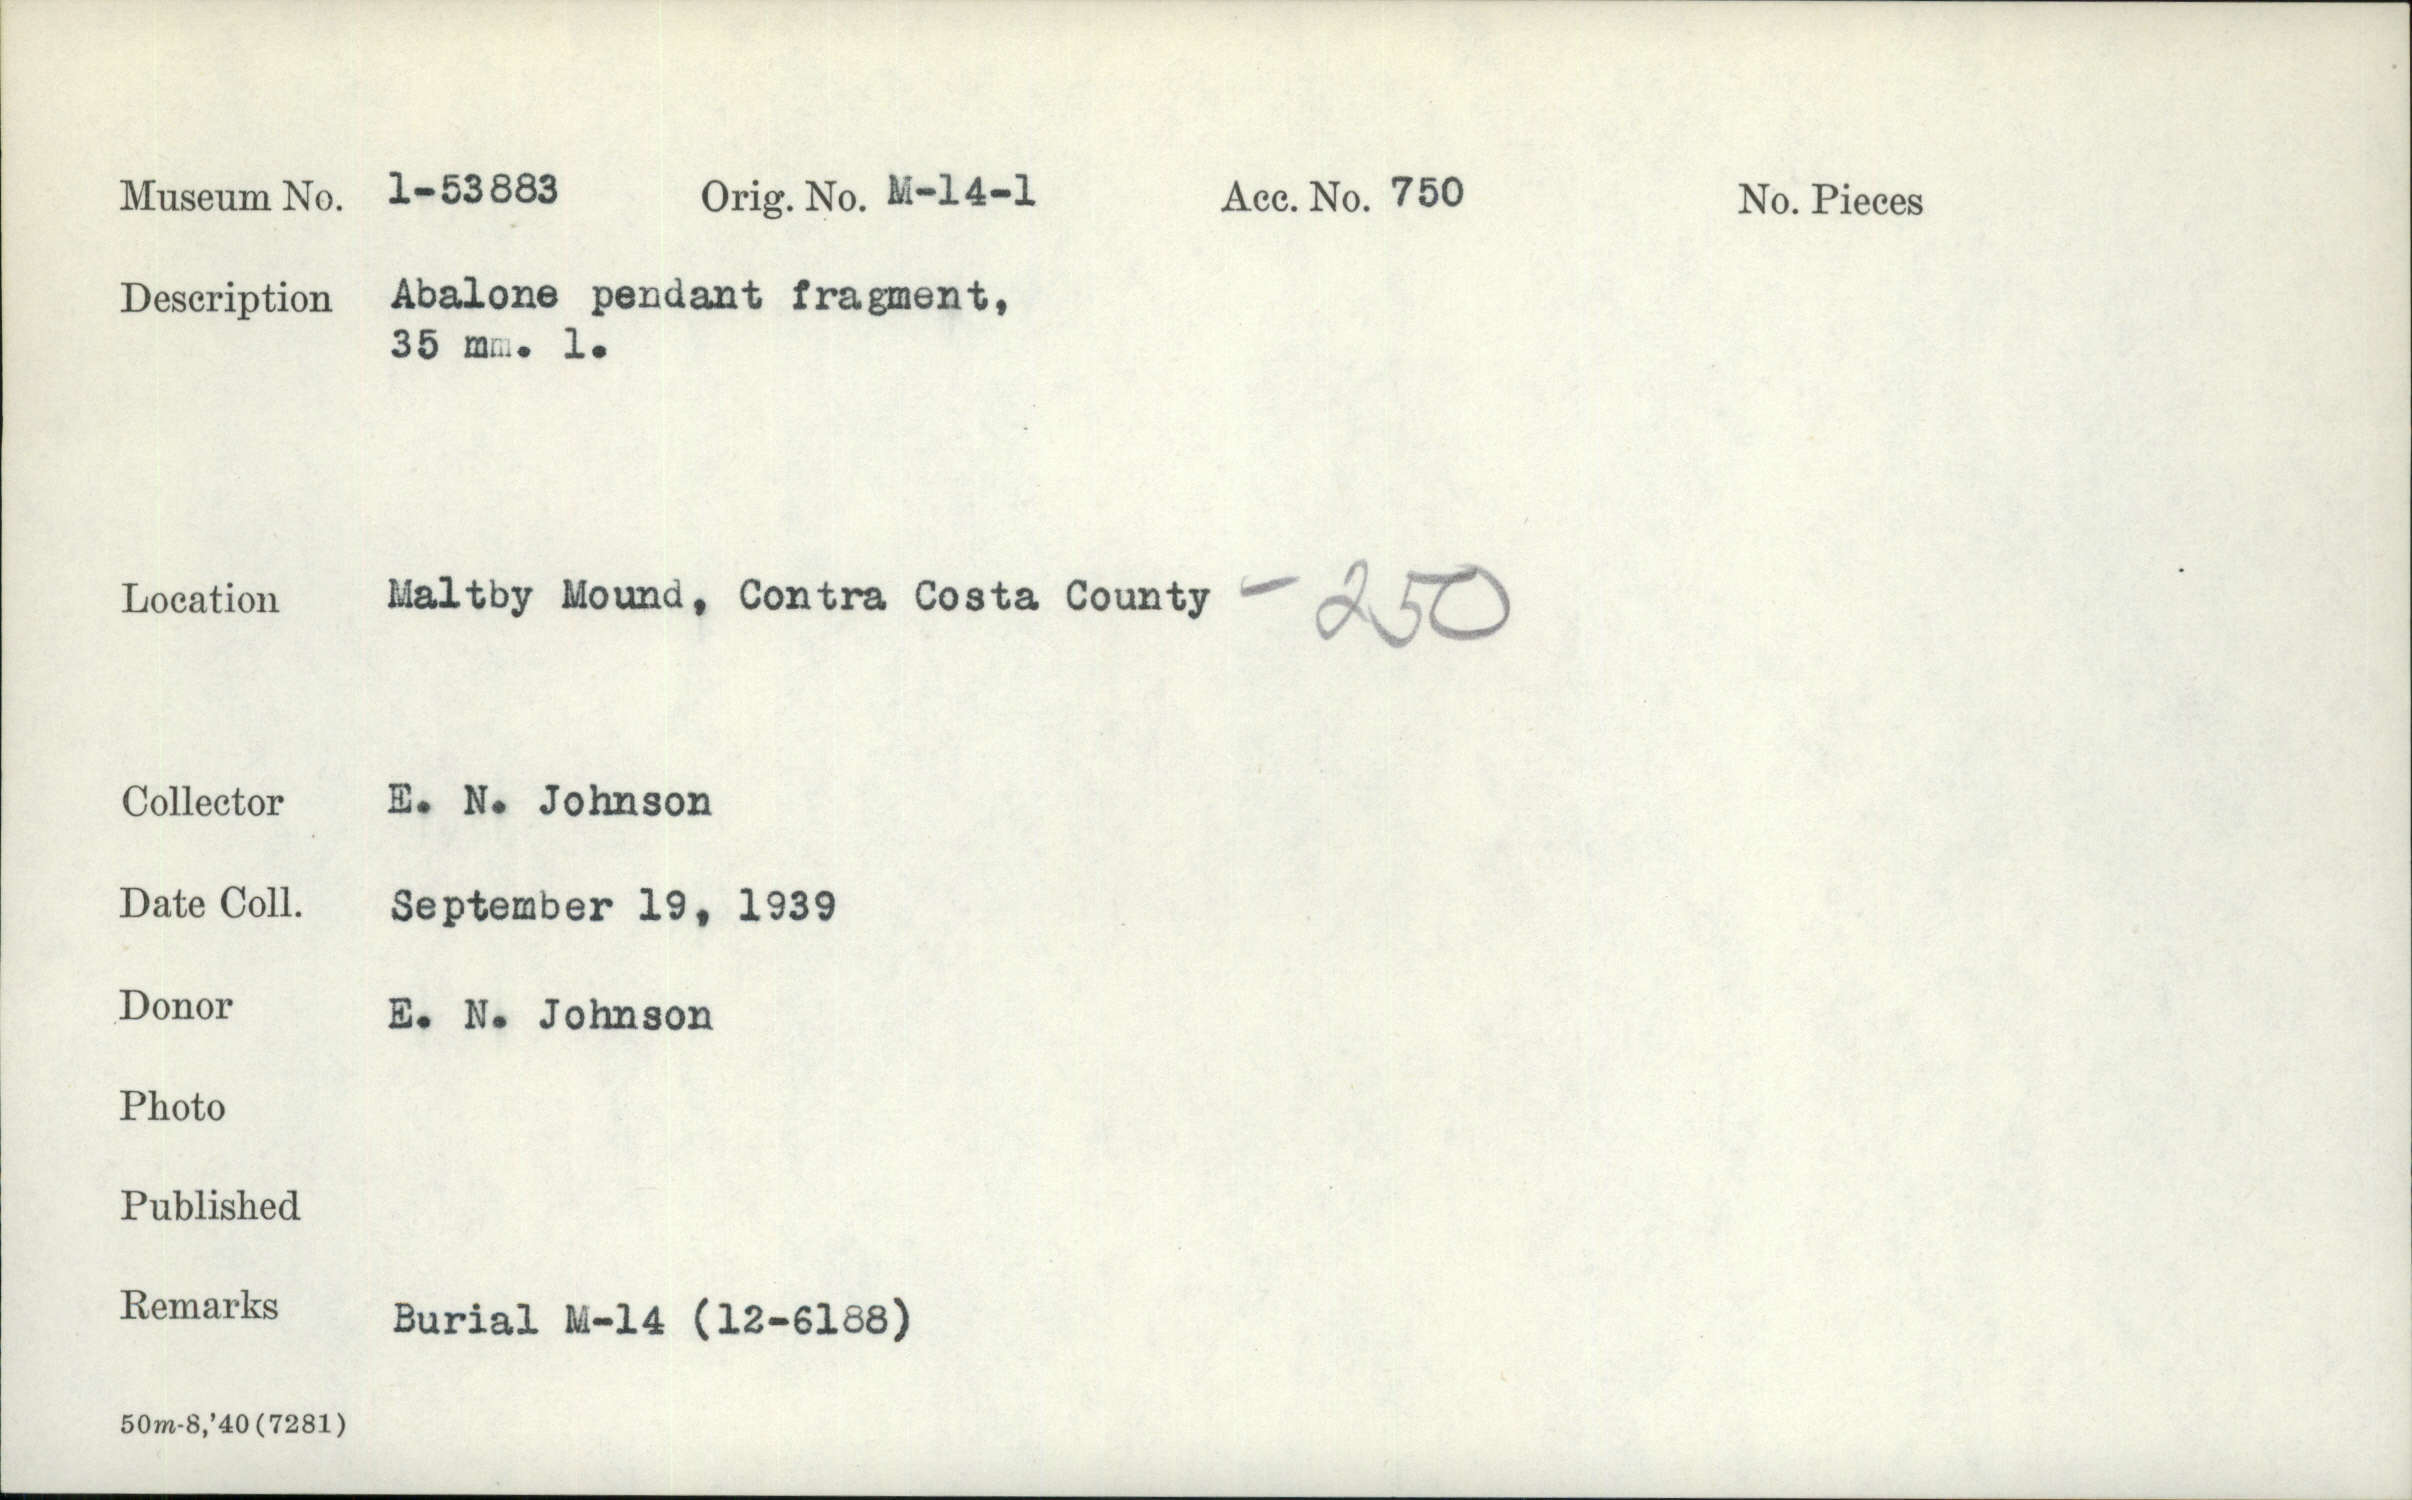 Museum No. 1-53883 Orig. No. M-14-1 Acc. No. 750 No. Pieces
Description Abalone pendant fragment,
35 mm. l.
Location Maltby Mound, Contra Costa County - 250
Collector E. N. Johnson
Date Coll. September 19, 1939
Donor E. N. Johnson
Photo
Published
Remarks Burial M-14 (12-6188)
50m-8,'40(7281)